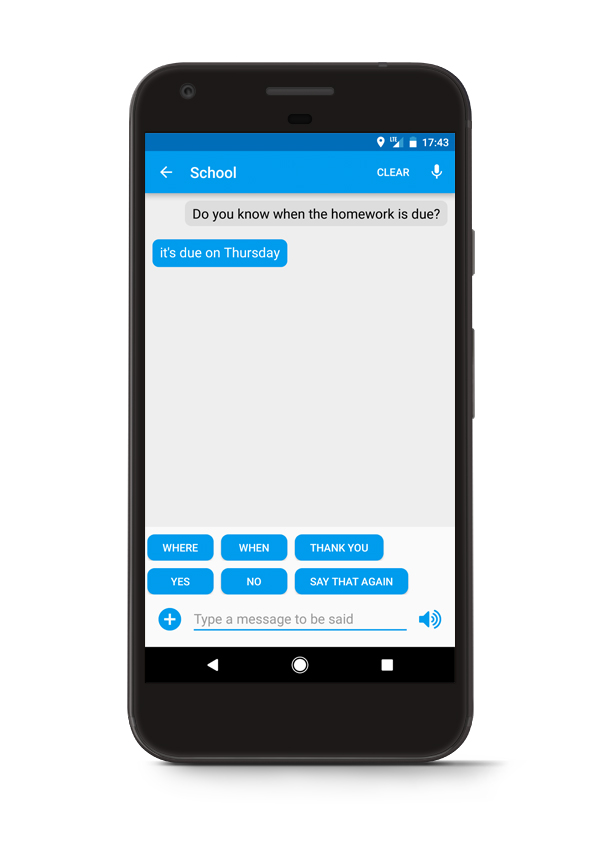 LTE 17:43
School CLEAR
Do you know when the homework is due?
it's due on Thursday
WHERE WHEN THANK YOU
YES NO SAY THAT AGAIN
Type a message to be said